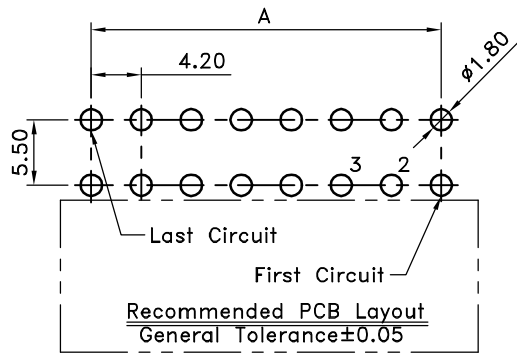 A
4.20
ø1.80
5.50
3 2
Last Circuit
First Circuit
Recommended PCB Layout
General Tolerance±0.05